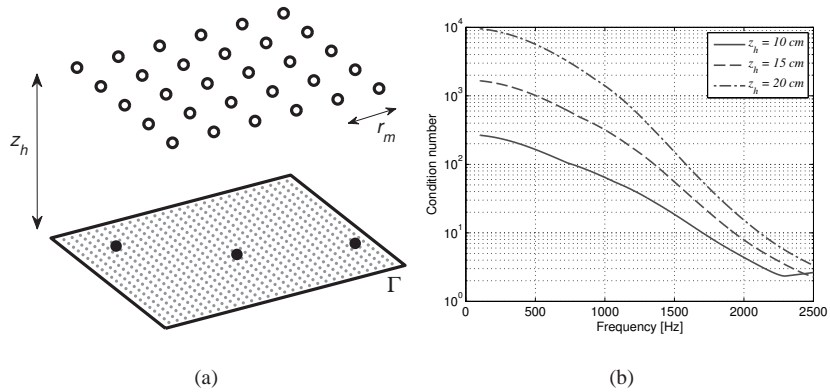 z_h
r_m
Γ
(a)
10^4
10^3
10^2
10^1
10^0
Condition number
0 500 1000 1500 2000 2500
Frequency [Hz]
z_h = 10 cm
z_h = 15 cm
z_h = 20 cm
(b)